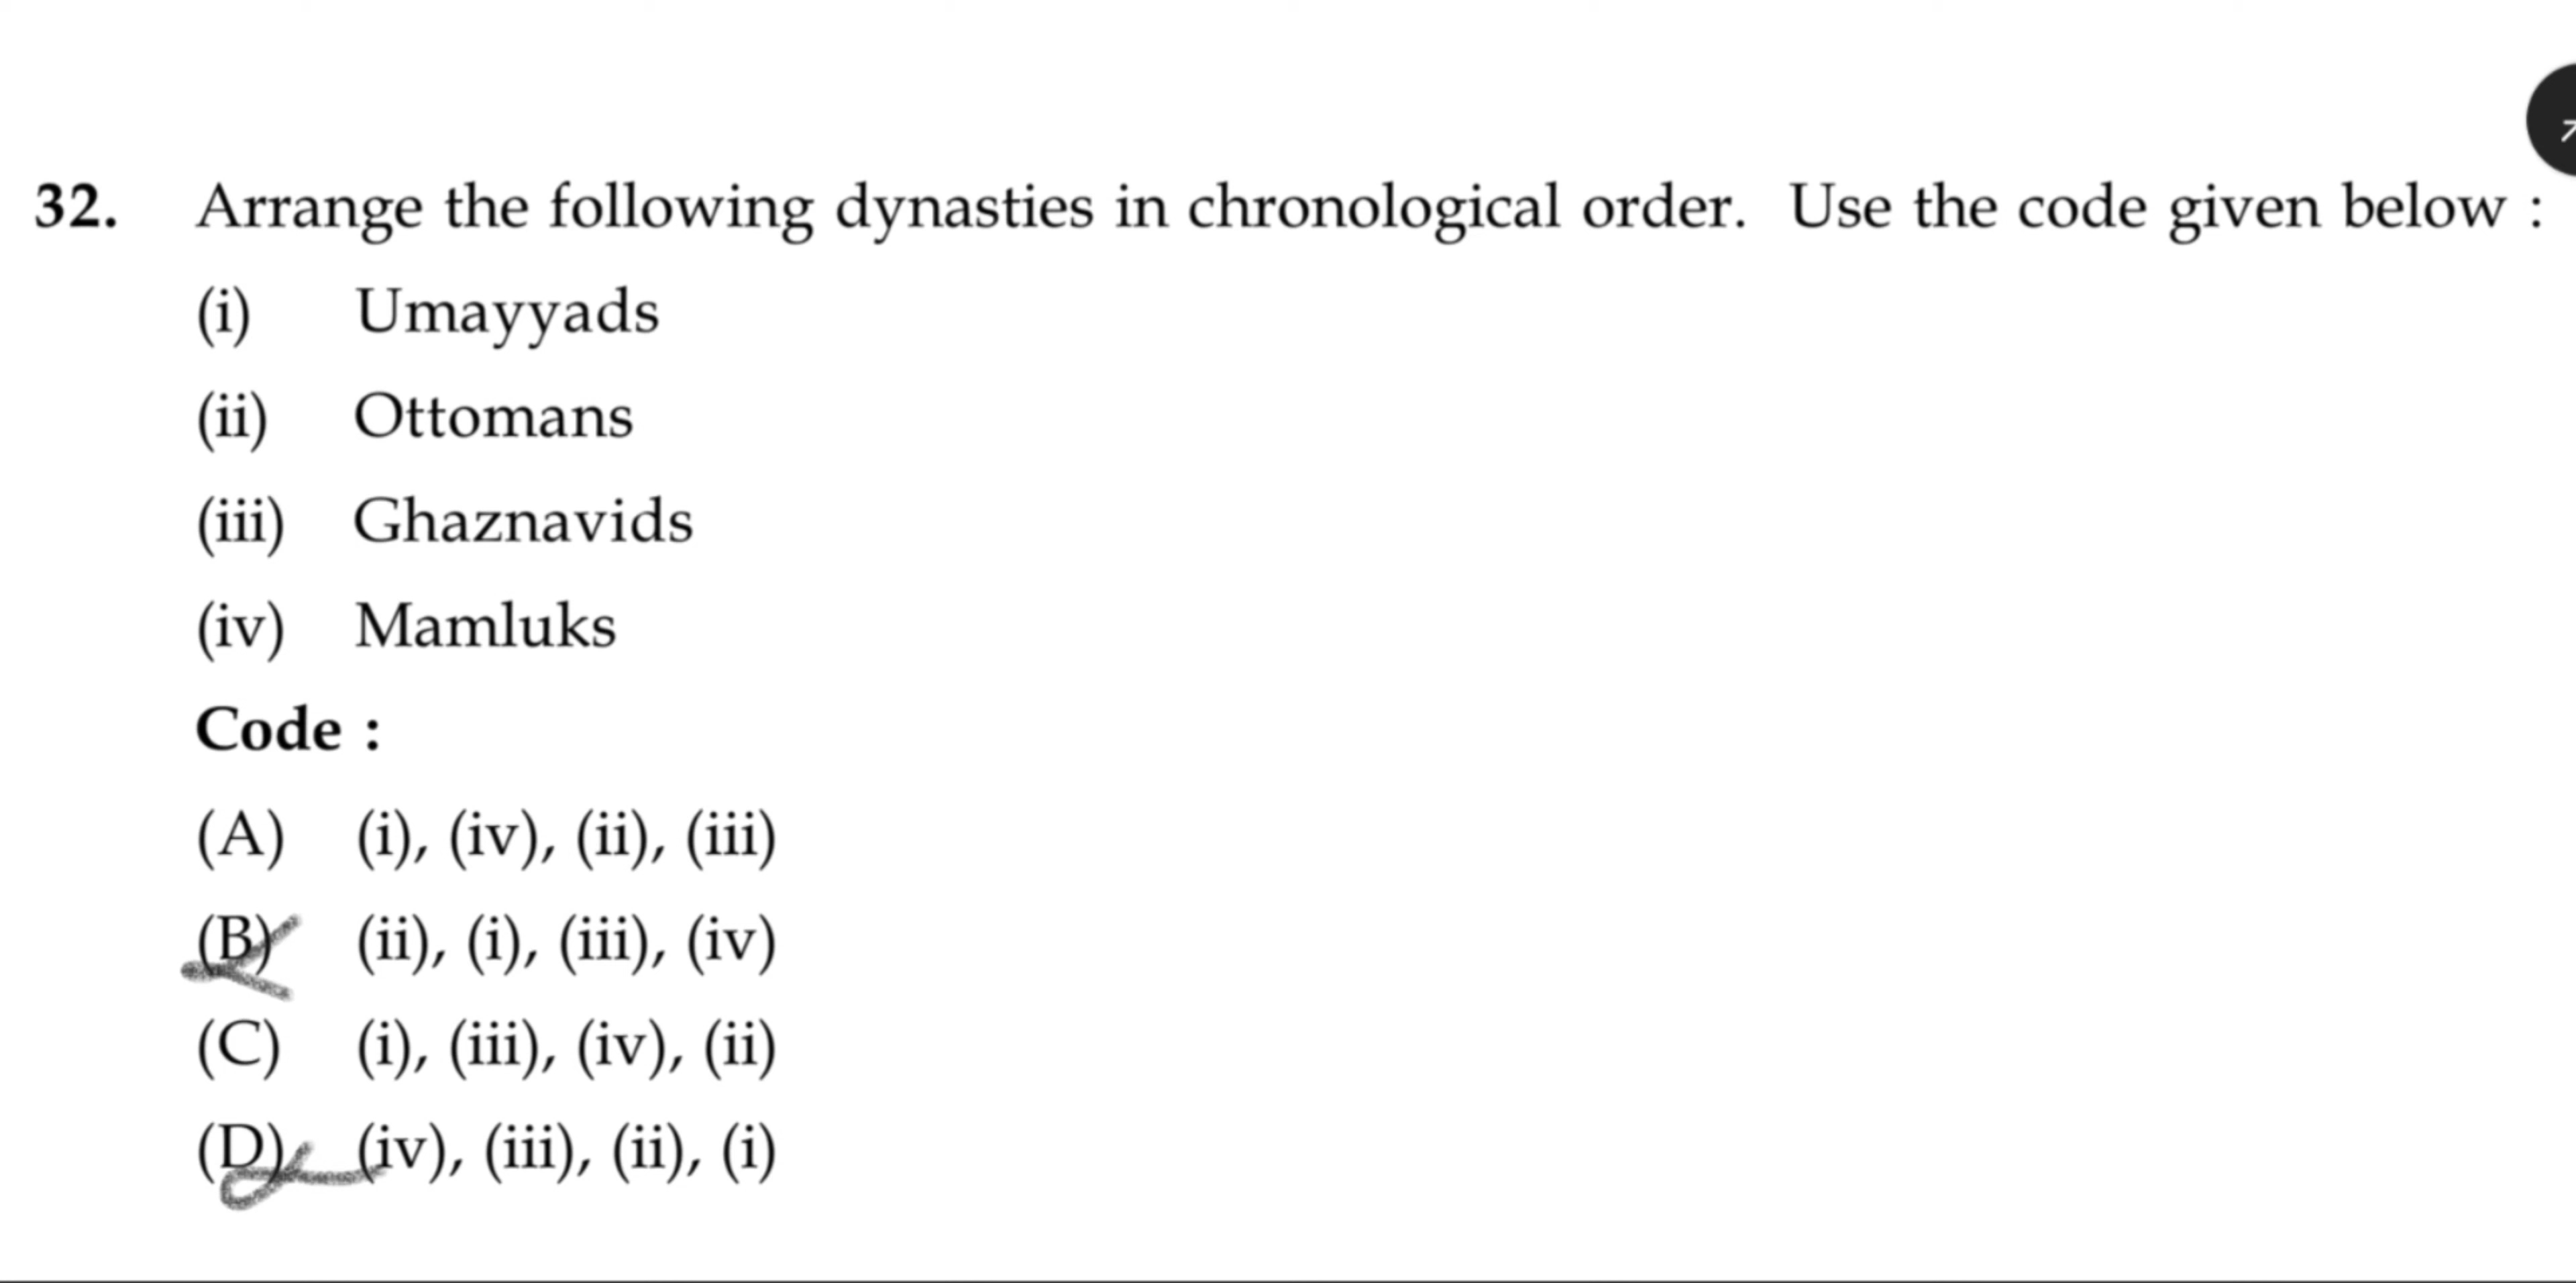 32. Arrange the following dynasties in chronological order. Use the code given below :
(i) Umayyads
(ii) Ottomans
(iii) Ghaznavids
(iv) Mamluks
Code :
(A) (i), (iv), (ii), (iii)
(B) (ii), (i), (iii), (iv)
(C) (i), (iii), (iv), (ii)
(D) (iv), (iii), (ii), (i)